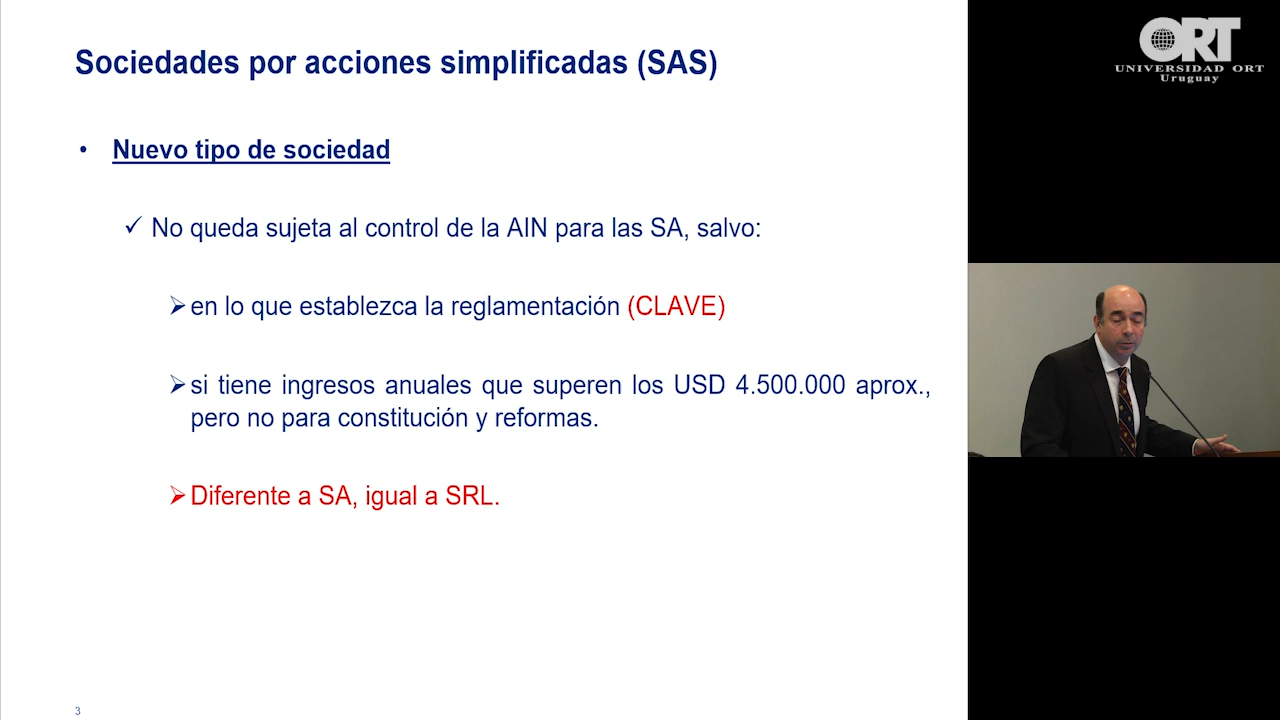 Sociedades por acciones simplificadas (SAS)
• Nuevo tipo de sociedad
✓ No queda sujeta al control de la AIN para las SA, salvo:
➢ en lo que establezca la reglamentación (CLAVE)
➢ si tiene ingresos anuales que superen los USD 4.500.000 aprox.,
pero no para constitución y reformas.
➢ Diferente a SA, igual a SRL.
3
ORT
UNIVERSIDAD ORT
Uruguay